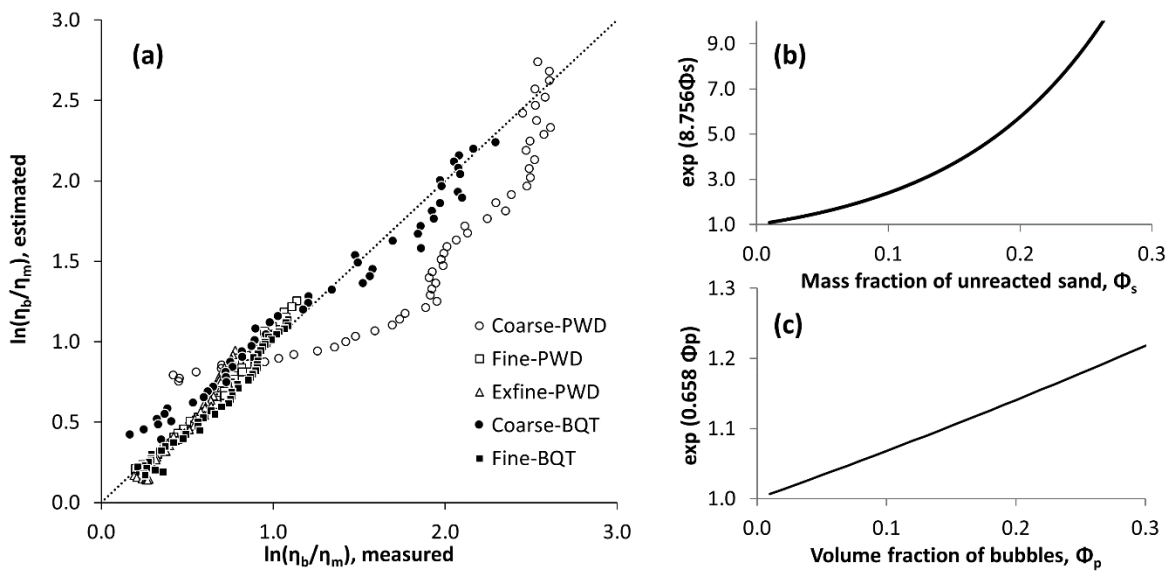 (a)
3.0
2.5
2.0
1.5
1.0
0.5
0.0
ln(ηb/ηm), estimated
0.0
1.0
2.0
3.0
ln(ηb/ηm), measured
Coarse-PWD
Fine-PWD
Exfine-PWD
Coarse-BQT
Fine-BQT
(b)
9.0
7.0
5.0
3.0
1.0
exp (8.756Φs)
0.0
0.1
0.2
0.3
Mass fraction of unreacted sand, Φs
(c)
1.3
1.2
1.1
1.0
exp (0.658 Φp)
0.0
0.1
0.2
0.3
Volume fraction of bubbles, Φp